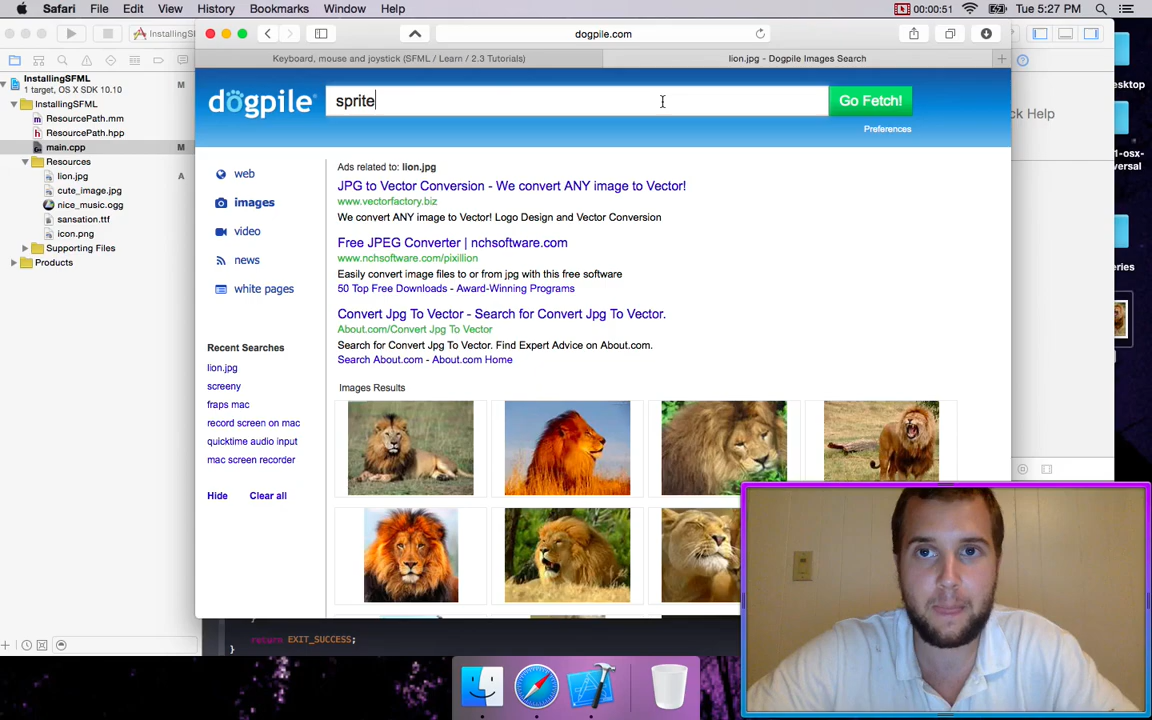 Safari File Edit View History Bookmarks Window Help 00:00:51 Tue 5:27 PM
InstallingSF
dogpile.com
Keyboard, mouse and joystick (SFML / Learn / 2.3 Tutorials) lion.jpg - Dogpile Images Search
InstallingSFML M
1 target, OS X SDK 10.10
InstallingSFML
ResourcePath.mm
ResourcePath.hpp
main.cpp M
Resources
lion.jpg A
cute_image.jpg
nice_music.ogg
sansation.ttf
icon.png
Supporting Files
Products
dogpile
sprite
Go Fetch!
Preferences
web
images
video
news
white pages
Recent Searches
lion.jpg
screeny
fraps mac
record screen on mac
quicktime audio input
mac screen recorder
Hide Clear all
Ads related to: lion.jpg
JPG to Vector Conversion - We convert ANY image to Vector!
www.vectorfactory.biz
We convert ANY image to Vector! Logo Design and Vector Conversion
Free JPEG Converter | nchsoftware.com
www.nchsoftware.com/pixillion
Easily convert image files to or from jpg with this free software
50 Top Free Downloads - Award-Winning Programs
Convert Jpg To Vector - Search for Convert Jpg To Vector.
About.com/Convert Jpg To Vector
Search for Convert Jpg To Vector. Find Expert Advice on About.com.
Search About.com - About.com Home
Images Results
ck Help
esktop
1-osx-
versal
eries
return EXIT_SUCCESS;
}